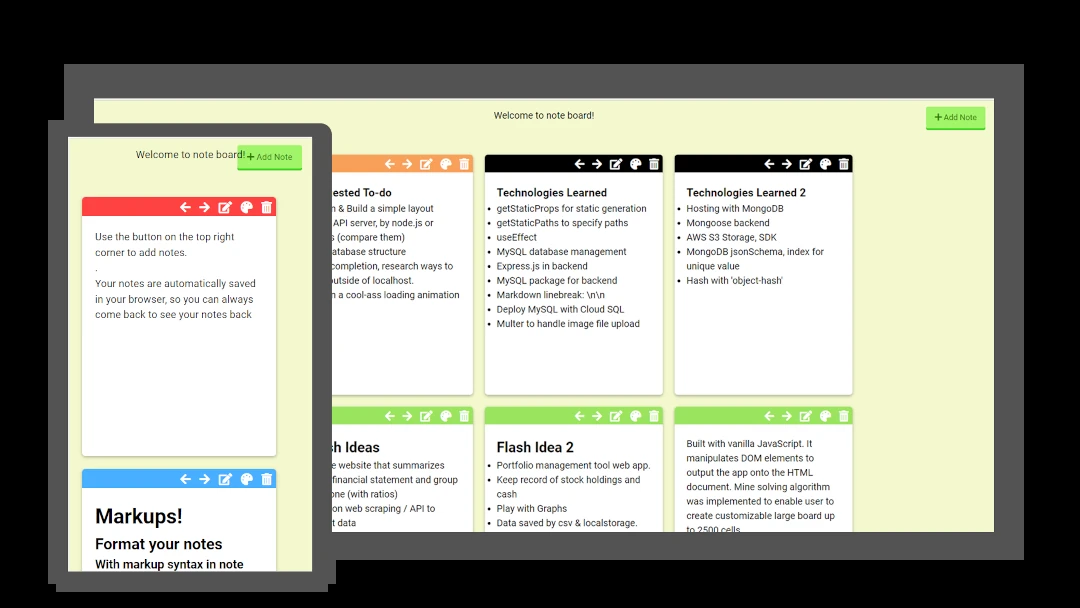 Welcome to note board!
Add Note
Welcome to note board!
Add Note
Use the button on the top right
corner to add notes.
.
Your notes are automatically saved
in your browser, so you can always
come back to see your notes back
Markups!
Format your notes
With markup syntax in note
To-do
& Build a simple layout
API server, by node.js or
(compare them)
structure
research ways to
of localhost.
a cool-ass loading animation
Technologies Learned
• getStaticProps for static generation
• getStaticPaths to specify paths
• useEffect
• MySQL database management
• Express.js in backend
• MySQL package for backend
• Markdown linebreak: \n\n
• Deploy MySQL with Cloud SQL
• Multer to handle image file upload
Technologies Learned 2
• Hosting with MongoDB
• Mongoose backend
• AWS S3 Storage, SDK
• MongoDB jsonSchema, index for
unique value
• Hash with 'object-hash'
Ideas
website that summarizes
financial statement and group
(with ratios)
on web scraping / API to
data
Flash Idea 2
• Portfolio management tool web app.
• Keep record of stock holdings and
cash
• Play with Graphs
• Data saved by csv & localstorage.
Built with vanilla JavaScript. It
manipulates DOM elements to
output the app onto the HTML
document. Mine solving algorithm
was implemented to enable user to
create customizable large board up
to 2500 cells